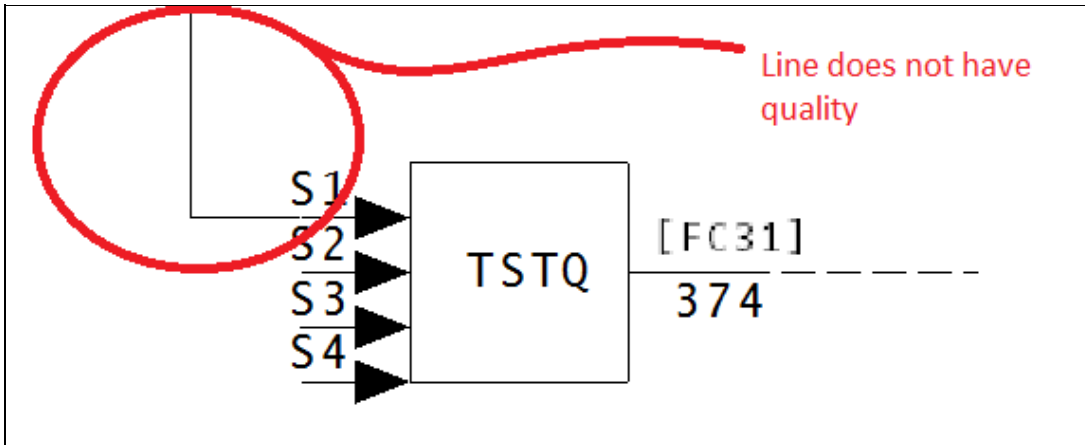 Line does not have
quality
S1
S2
S3
S4
TSTQ
[FC31]
374